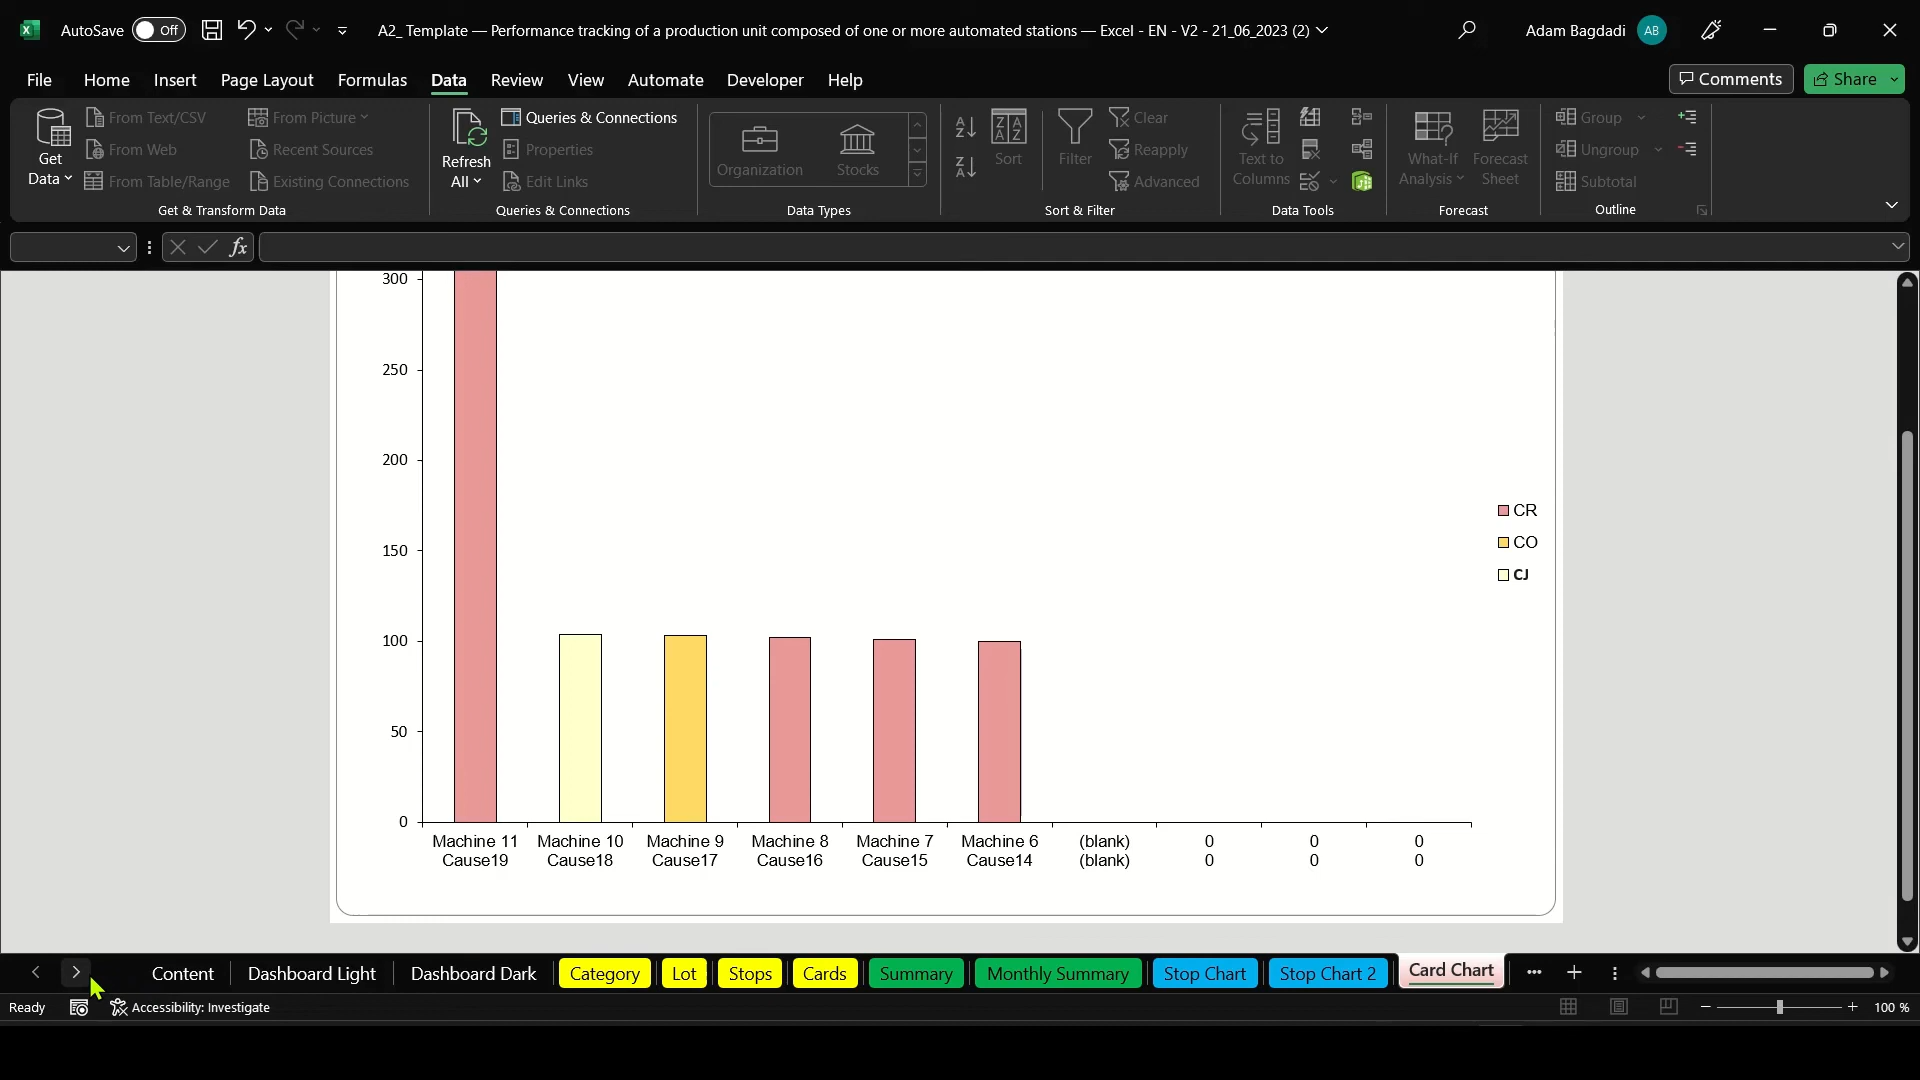 AutoSave Off A2_ Template — Performance tracking of a production unit composed of one or more automated stations — Excel - EN - V2 - 21_06_2023 (2) Adam Bagdadi AB
File Home Insert Page Layout Formulas Data Review View Automate Developer Help Comments Share
Get Data
From Text/CSV
From Web
From Table/Range
From Picture
Recent Sources
Existing Connections
Get & Transform Data
Refresh All
Queries & Connections
Properties
Edit Links
Queries & Connections
Organization
Stocks
Data Types
Sort
Filter
Clear
Reapply
Advanced
Sort & Filter
Text to Columns
Data Tools
What-If Analysis
Forecast Sheet
Forecast
Group
Ungroup
Subtotal
Outline
fx
300
250
200
150
100
50
0
CR
CO
CJ
Machine 11 Machine 10 Machine 9 Machine 8 Machine 7 Machine 6 (blank) 0 0 0
Cause19 Cause18 Cause17 Cause16 Cause15 Cause14 (blank) 0 0 0
Content Dashboard Light Dashboard Dark Category Lot Stops Cards Summary Monthly Summary Stop Chart Stop Chart 2 Card Chart
Ready Accessibility: Investigate 100 %